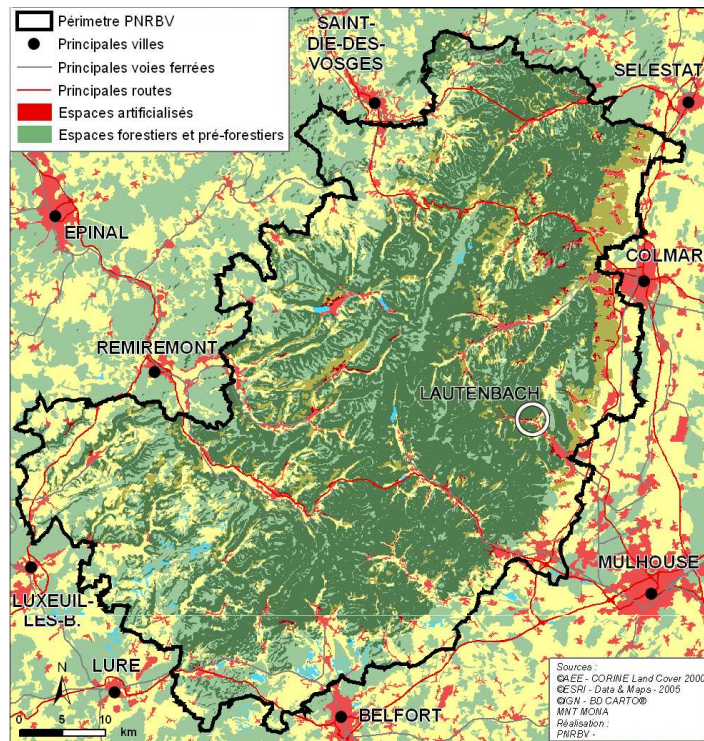 Périmetre PNRBV
Principales villes
Principales voies ferrées
Principales routes
Espaces artificialisés
Espaces forestiers et pré-forestiers
SAINT-
DIE-DES-
VOSGES
SELESTAT
EPINAL
COLMAR
REMIREMONT
LAUTENBACH
MULHOUSE
LUXEUIL-
LES-B.
LURE
BELFORT
N
0 5 10
km
Sources :
©AEE - CORINE Land Cover 2000
©ESRI - Data & Maps - 2005
©IGN - BD CARTO®
MNT MONA
Réalisation :
PNRBV -